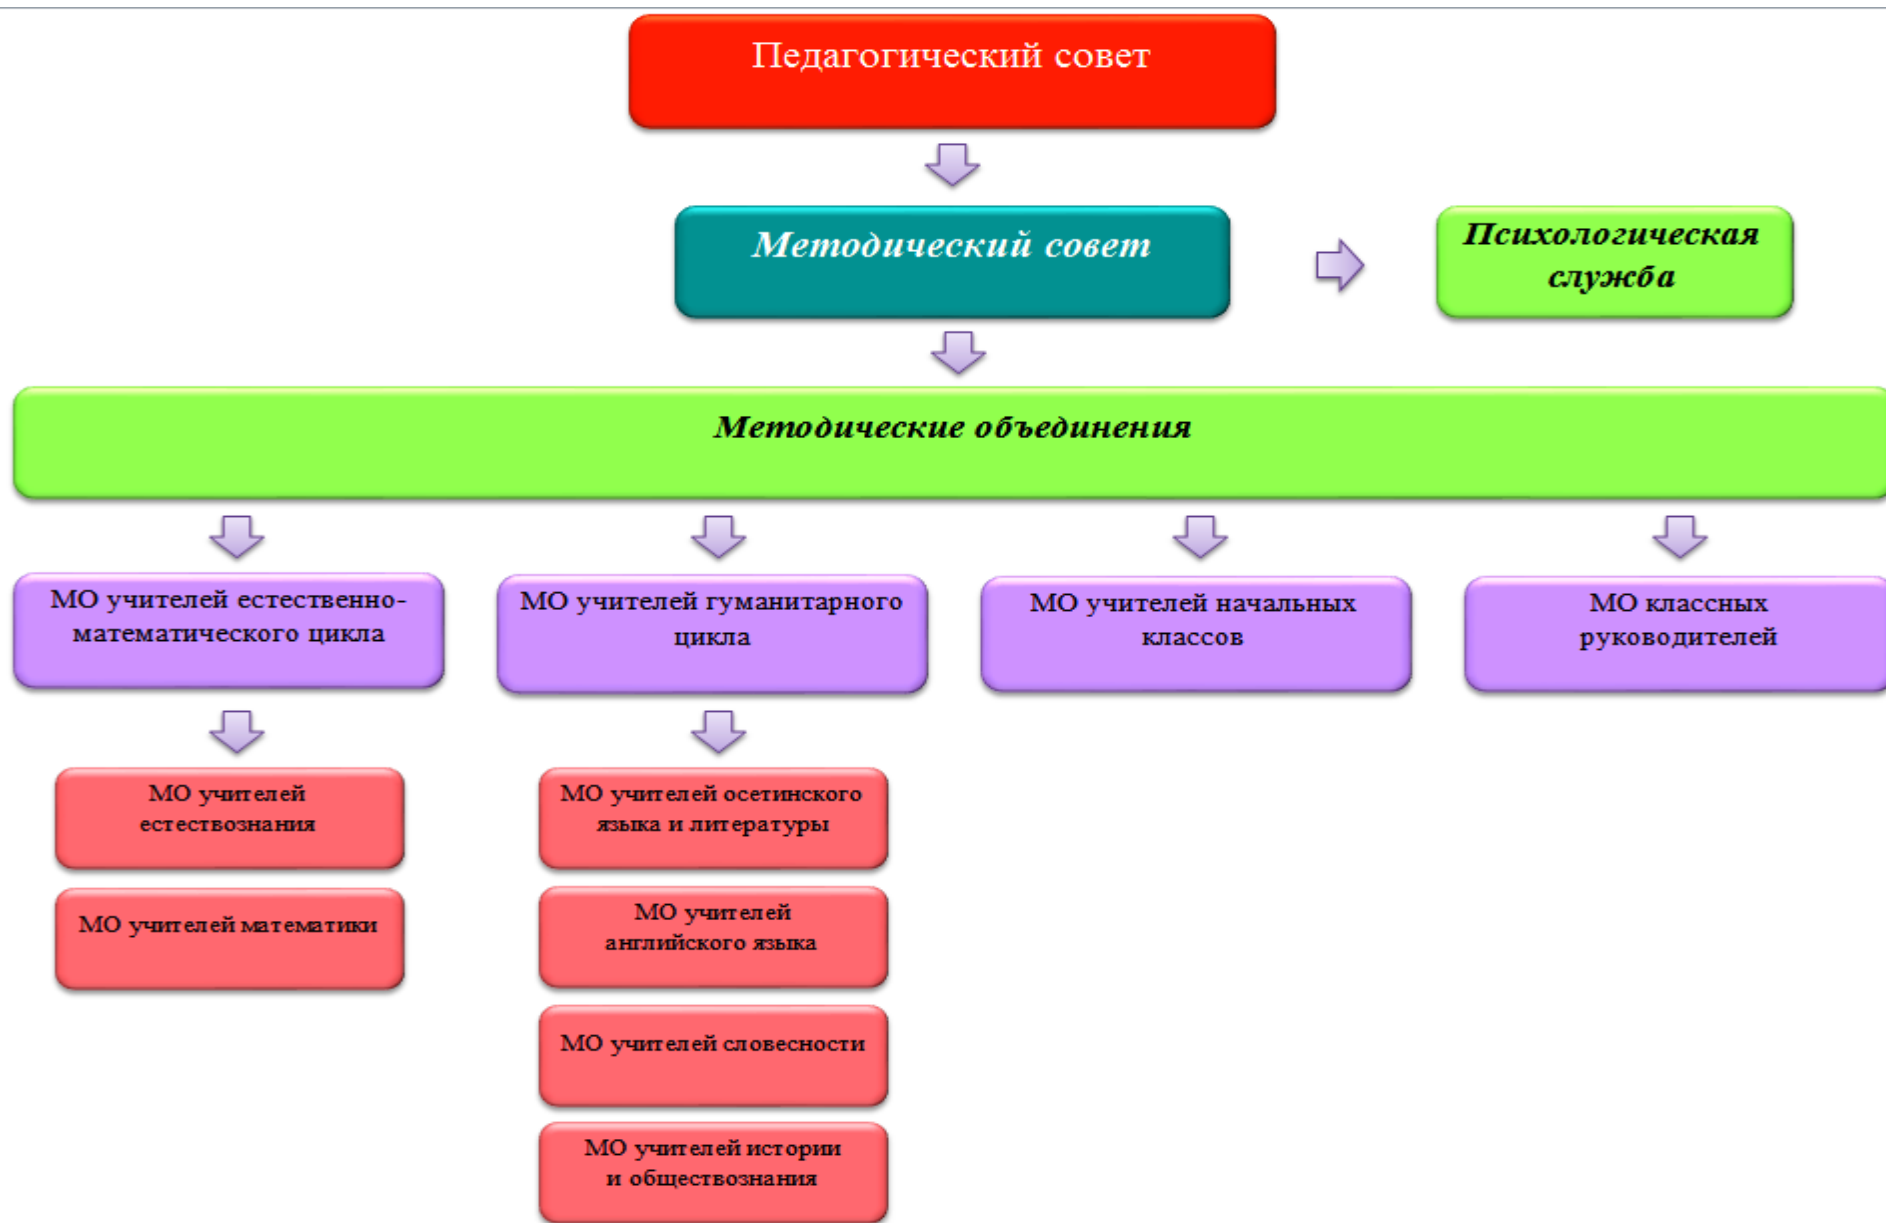 Педагогический совет
Методический совет
Психологическая
служба
Методические объединения
МО учителей естественно-
математического цикла
МО учителей гуманитарного
цикла
МО учителей начальных
классов
МО классных
руководителей
МО учителей
естествознания
МО учителей математики
МО учителей осетинского
языка и литературы
МО учителей
английского языка
МО учителей словесности
МО учителей истории
и обществознания